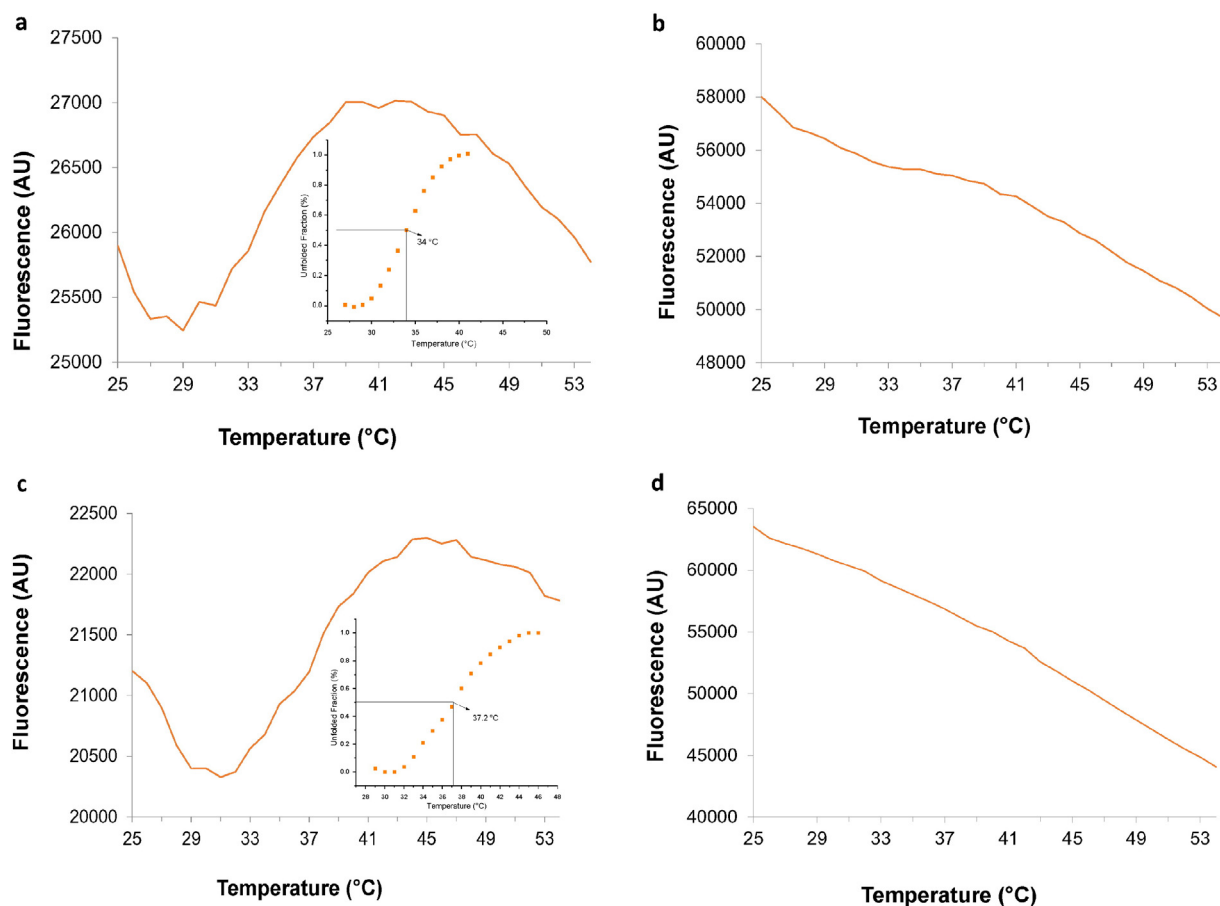 a
27500
27000
26500
26000
25500
25000
Fluorescence (AU)
25 29 33 37 41 45 49 53
Temperature (°C)
1.0
0.8
0.6
0.4
0.2
0.0
Unfolded Fraction (%)
34 °C
25 30 35 40 45 50
Temperature (°C)
b
60000
58000
56000
54000
52000
50000
48000
Fluorescence (AU)
25 29 33 37 41 45 49 53
Temperature (°C)
c
22500
22000
21500
21000
20500
20000
Fluorescence (AU)
25 29 33 37 41 45 49 53
Temperature (°C)
1.0
0.8
0.6
0.4
0.2
0.0
Unfolded Fraction (%)
37.2 °C
28 30 32 34 36 38 40 42 44 46 48
Temperature (°C)
d
65000
60000
55000
50000
45000
40000
Fluorescence (AU)
25 29 33 37 41 45 49 53
Temperature (°C)